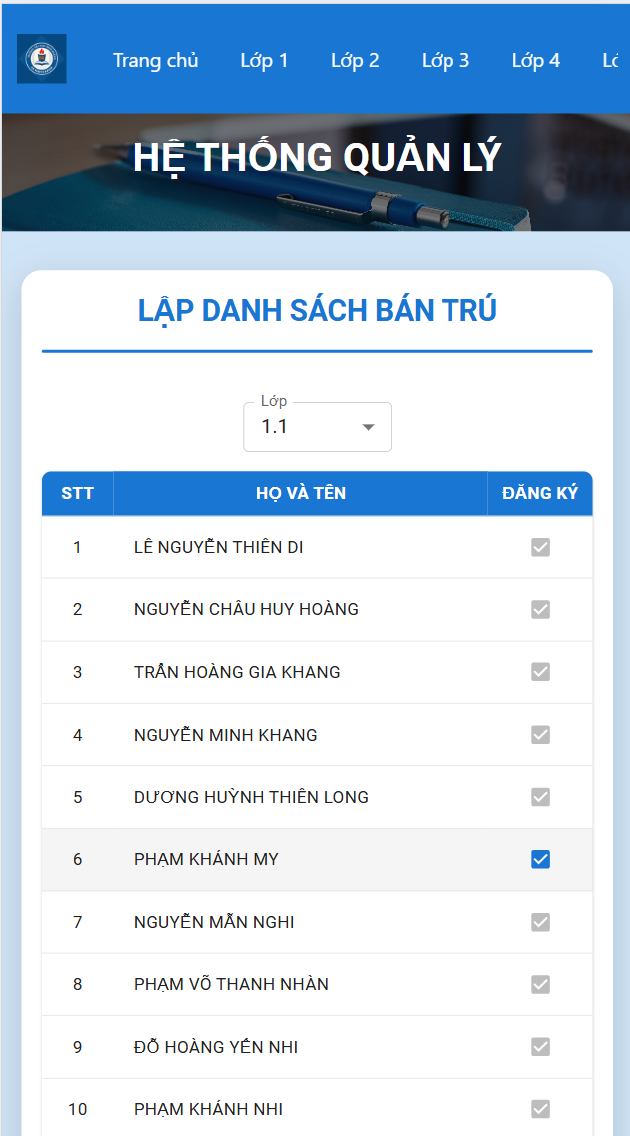 Trang chủ Lớp 1 Lớp 2 Lớp 3 Lớp 4
HỆ THỐNG QUẢN LÝ
LẬP DANH SÁCH BÁN TRÚ
Lớp
1.1
STT HỌ VÀ TÊN ĐĂNG KÝ
1 LÊ NGUYỄN THIÊN DI
2 NGUYỄN CHÂU HUY HOÀNG
3 TRẦN HOÀNG GIA KHANG
4 NGUYỄN MINH KHANG
5 DƯƠNG HUỲNH THIÊN LONG
6 PHẠM KHÁNH MY
7 NGUYỄN MẪN NGHI
8 PHẠM VÕ THANH NHÀN
9 ĐỖ HOÀNG YẾN NHI
10 PHẠM KHÁNH NHI